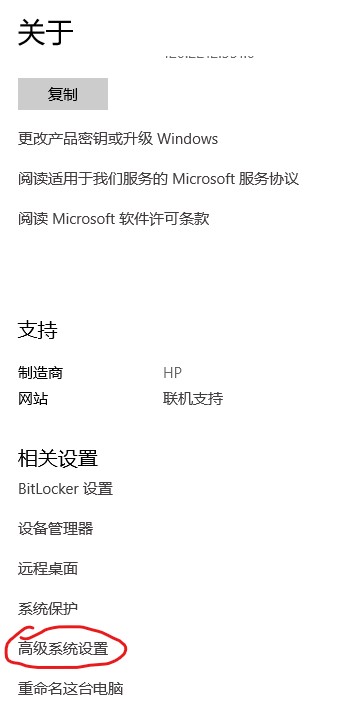 关于
复制
更改产品密钥或升级 Windows
阅读适用于我们服务的 Microsoft 服务协议
阅读 Microsoft 软件许可条款
支持
制造商 HP
网站 联机支持
相关设置
BitLocker 设置
设备管理器
远程桌面
系统保护
高级系统设置
重命名这台电脑